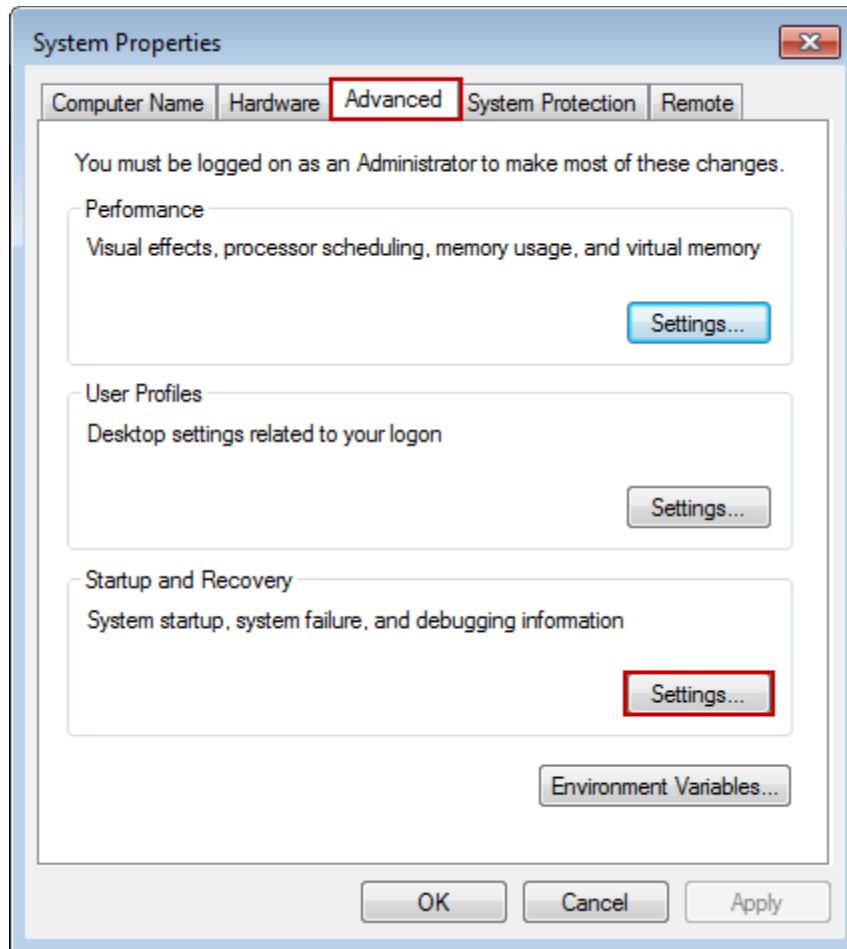 System Properties
Computer Name Hardware Advanced System Protection Remote
You must be logged on as an Administrator to make most of these changes.
Performance
Visual effects, processor scheduling, memory usage, and virtual memory
Settings...
User Profiles
Desktop settings related to your logon
Settings...
Startup and Recovery
System startup, system failure, and debugging information
Settings...
Environment Variables...
OK Cancel Apply